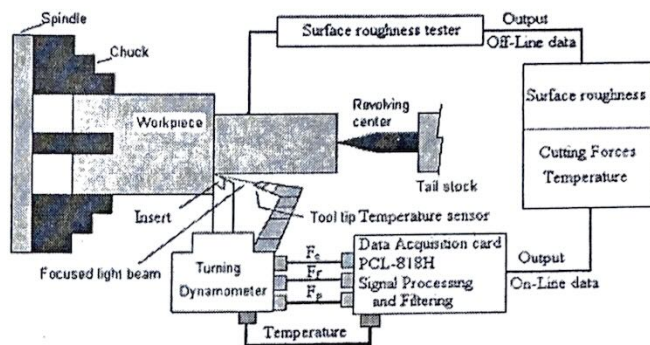 Spindle
Chuck
Workpiece
Surface roughness tester
Output
Off-Line data
Revolving
center
Tail stock
Surface roughness
Cutting Forces
Temperature
Insert
Tool tip Temperature sensor
Focused light beam
Turning
Dynamometer
Fc
Ff
Fp
Data Acquisition card
PCL-818H
Signal Processing
and Filtering
Output
On-Line data
Temperature